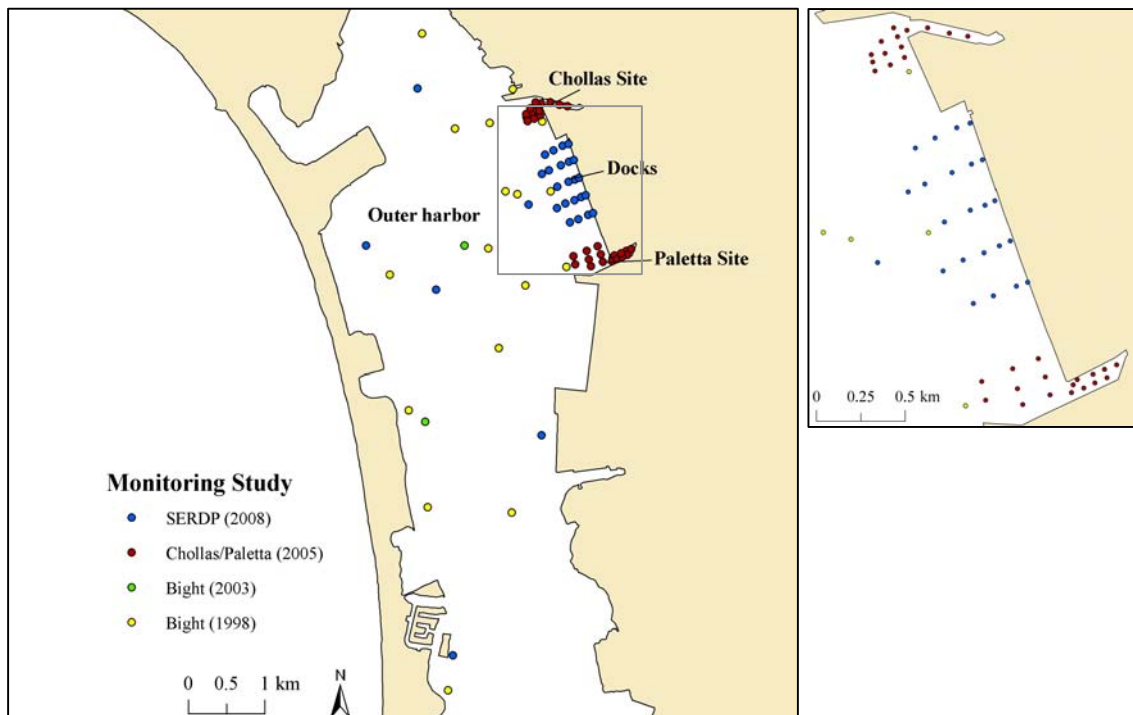 Chollas Site
Docks
Outer harbor
Paletta Site
Monitoring Study
SERDP (2008)
Chollas/Paletta (2005)
Bight (2003)
Bight (1998)
N
0 0.5 1 km
0 0.25 0.5 km